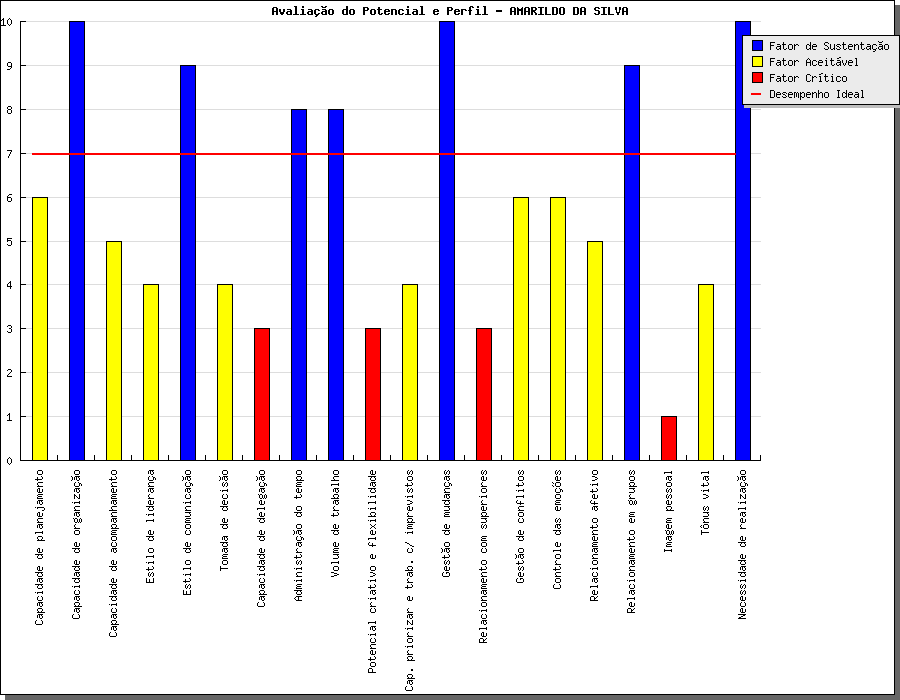 Avaliação do Potencial e Perfil - AMARILDO DA SILVA
Fator de Sustentação
Fator Aceitável
Fator Crítico
Desempenho Ideal
10
9
8
7
6
5
4
3
2
1
0
Capacidade de planejamento
Capacidade de organização
Capacidade de acompanhamento
Estilo de liderança
Estilo de comunicação
Tomada de decisão
Capacidade de delegação
Administração do tempo
Volume de trabalho
Potencial criativo e flexibilidade
Cap. priorizar e trab. c/ imprevistos
Gestão de mudanças
Relacionamento com superiores
Gestão de conflitos
Controle das emoções
Relacionamento afetivo
Relacionamento em grupos
Imagem pessoal
Tônus vital
Necessidade de realização